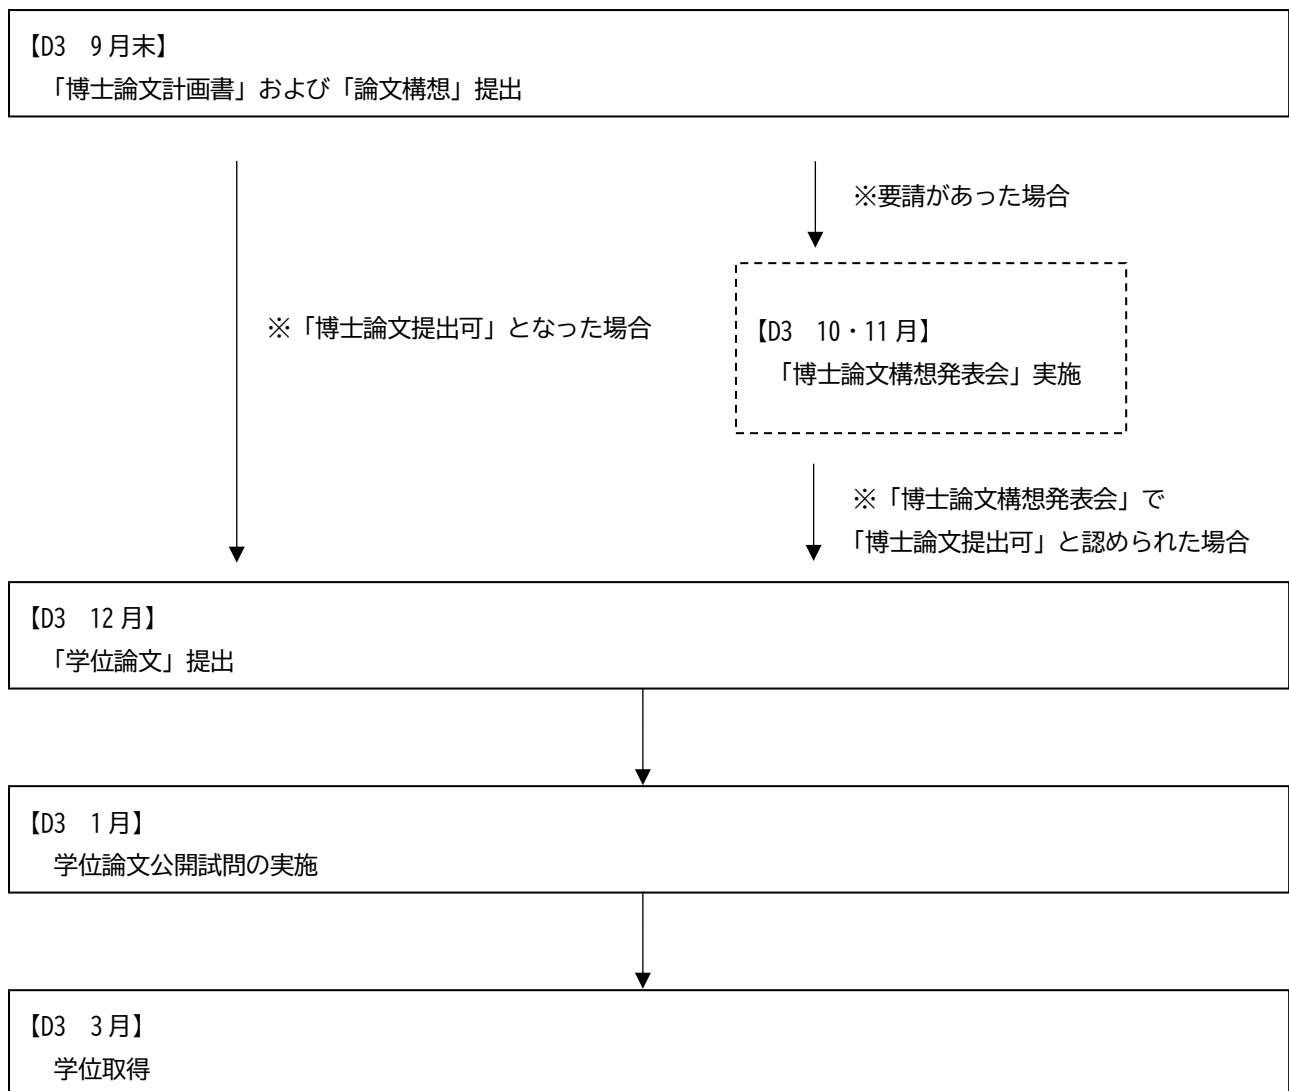 【D3 9月末】
「博士論文計画書」および「論文構想」提出
※要請があった場合
※「博士論文提出可」となった場合
【D3 10・11月】
「博士論文構想発表会」実施
※「博士論文構想発表会」で
「博士論文提出可」と認められた場合
【D3 12月】
「学位論文」提出
【D3 1月】
学位論文公開試問の実施
【D3 3月】
学位取得